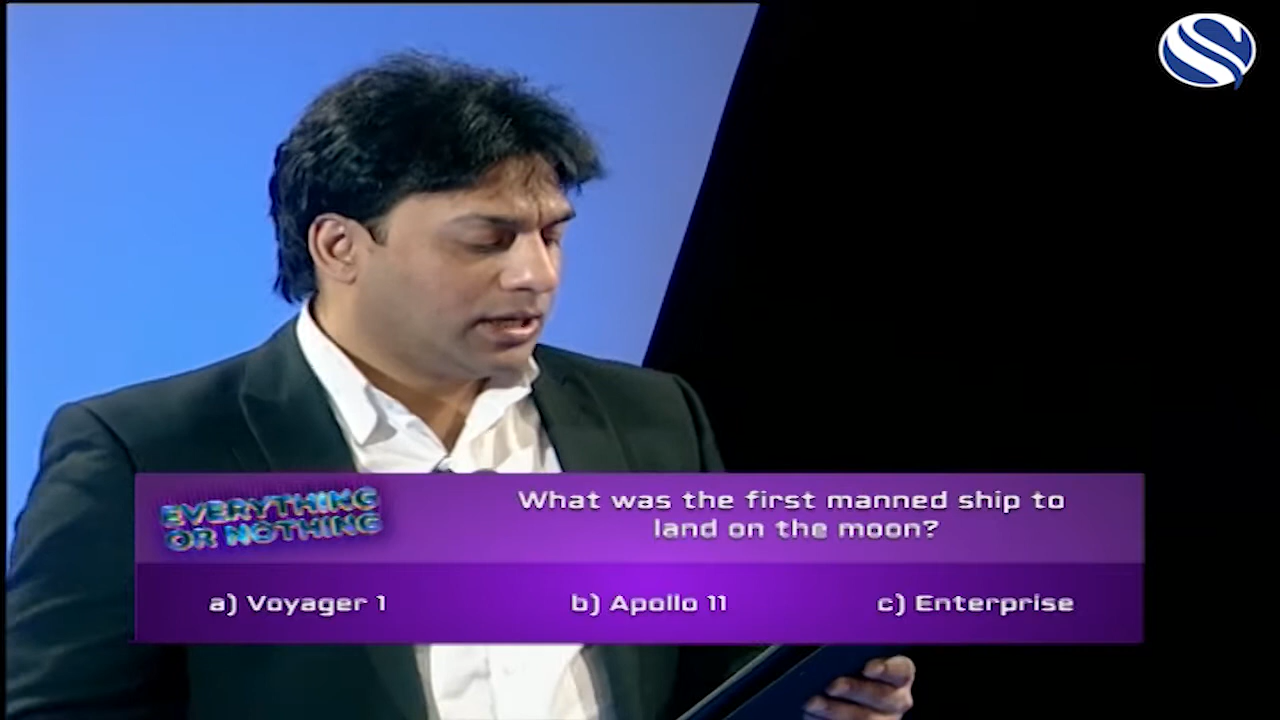 EVERYTHING
OR NOTHING
What was the first manned ship to
land on the moon?
a) Voyager 1
b) Apollo 11
c) Enterprise